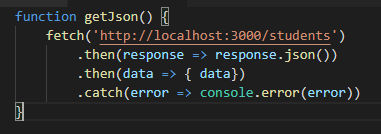 function getJson() {
    fetch('http://localhost:3000/students')
        .then(response => response.json())
        .then(data => { data})
        .catch(error => console.error(error))
}